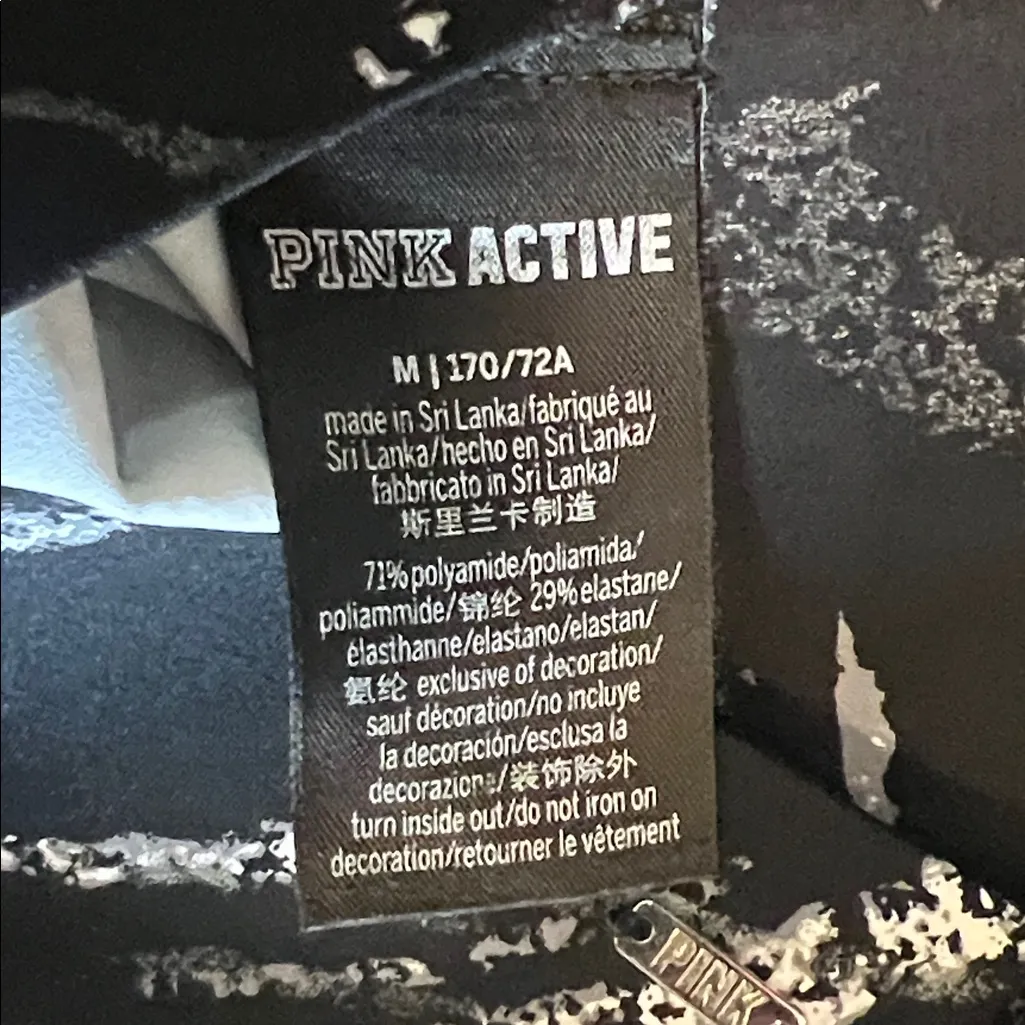 PINK ACTIVE
M | 170/72A
made in Sri Lanka/fabriqué au
Sri Lanka/hecho en Sri Lanka/
fabbricato in Sri Lanka/
斯里兰卡制造
71% polyamide/poliamida/
poliammide/锦纶 29% elastane/
élasthanne/elastano/elastan/
氨纶 exclusive of decoration/
sauf décoration/no incluye
la decoración/esclusa la
decorazione/装饰除外
turn inside out/do not iron on
decoration/retourner le vêtement
PINK